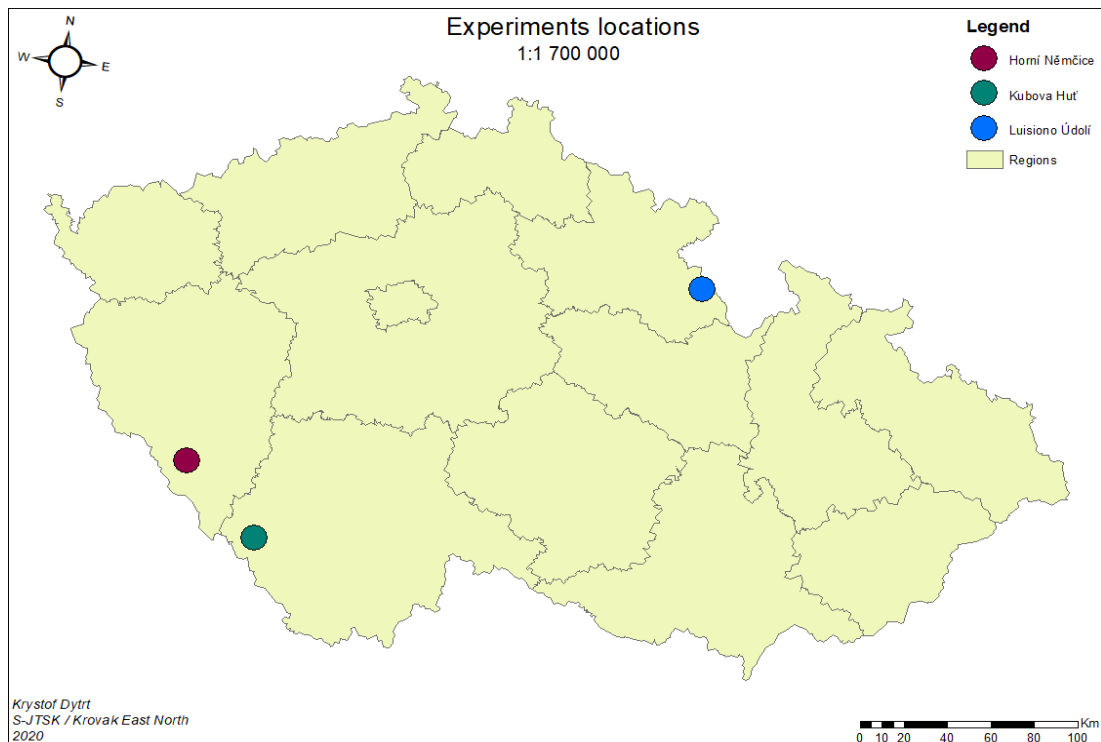 Experiments locations
1:1 700 000
N
W
E
S
Legend
Horní Němčice
Kubova Huť
Luisiono Údolí
Regions
Krystof Dytrt
S-JTSK / Krovak East North
2020
Km
0 10 20 40 60 80 100